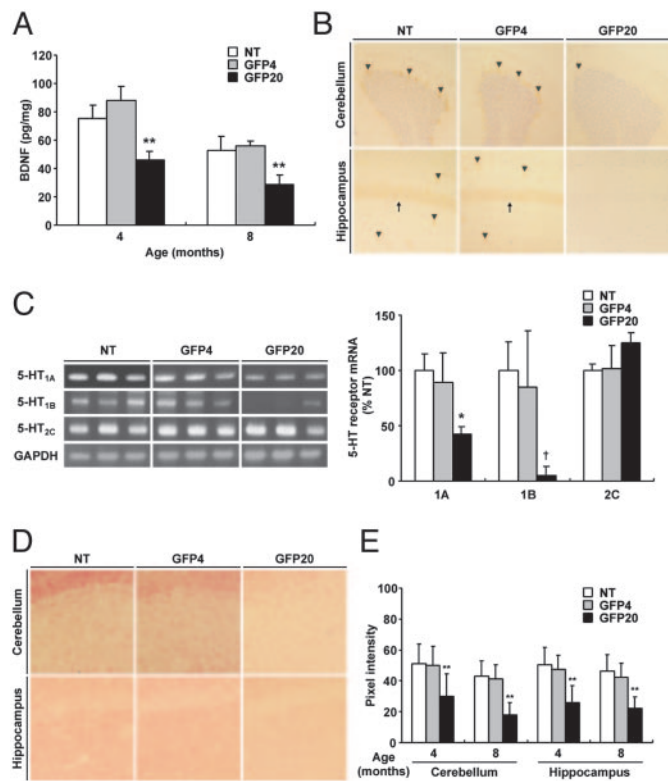 A
NT
GFP4
GFP20
BDNF (pg/mg)
120
100
80
60
40
20
0
**
**
4
8
Age (months)
B
NT
GFP4
GFP20
Cerebellum
Hippocampus
C
NT
GFP4
GFP20
5-HT1A
5-HT1B
5-HT2C
GAPDH
NT
GFP4
GFP20
5-HT receptor mRNA
(% NT)
150
100
50
0
*
†
1A
1B
2C
D
NT
GFP4
GFP20
Cerebellum
Hippocampus
E
NT
GFP4
GFP20
Pixel intensity
100
80
60
40
20
0
**
**
**
**
Age
(months)
4
8
4
8
Cerebellum
Hippocampus